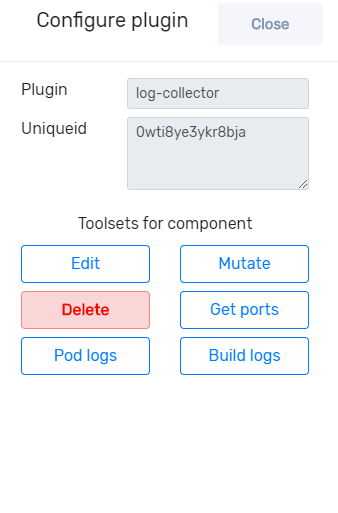 Configure plugin Close
Plugin log-collector
Uniqueid 0wti8ye3ykr8bja
Toolsets for component
Edit Mutate
Delete Get ports
Pod logs Build logs